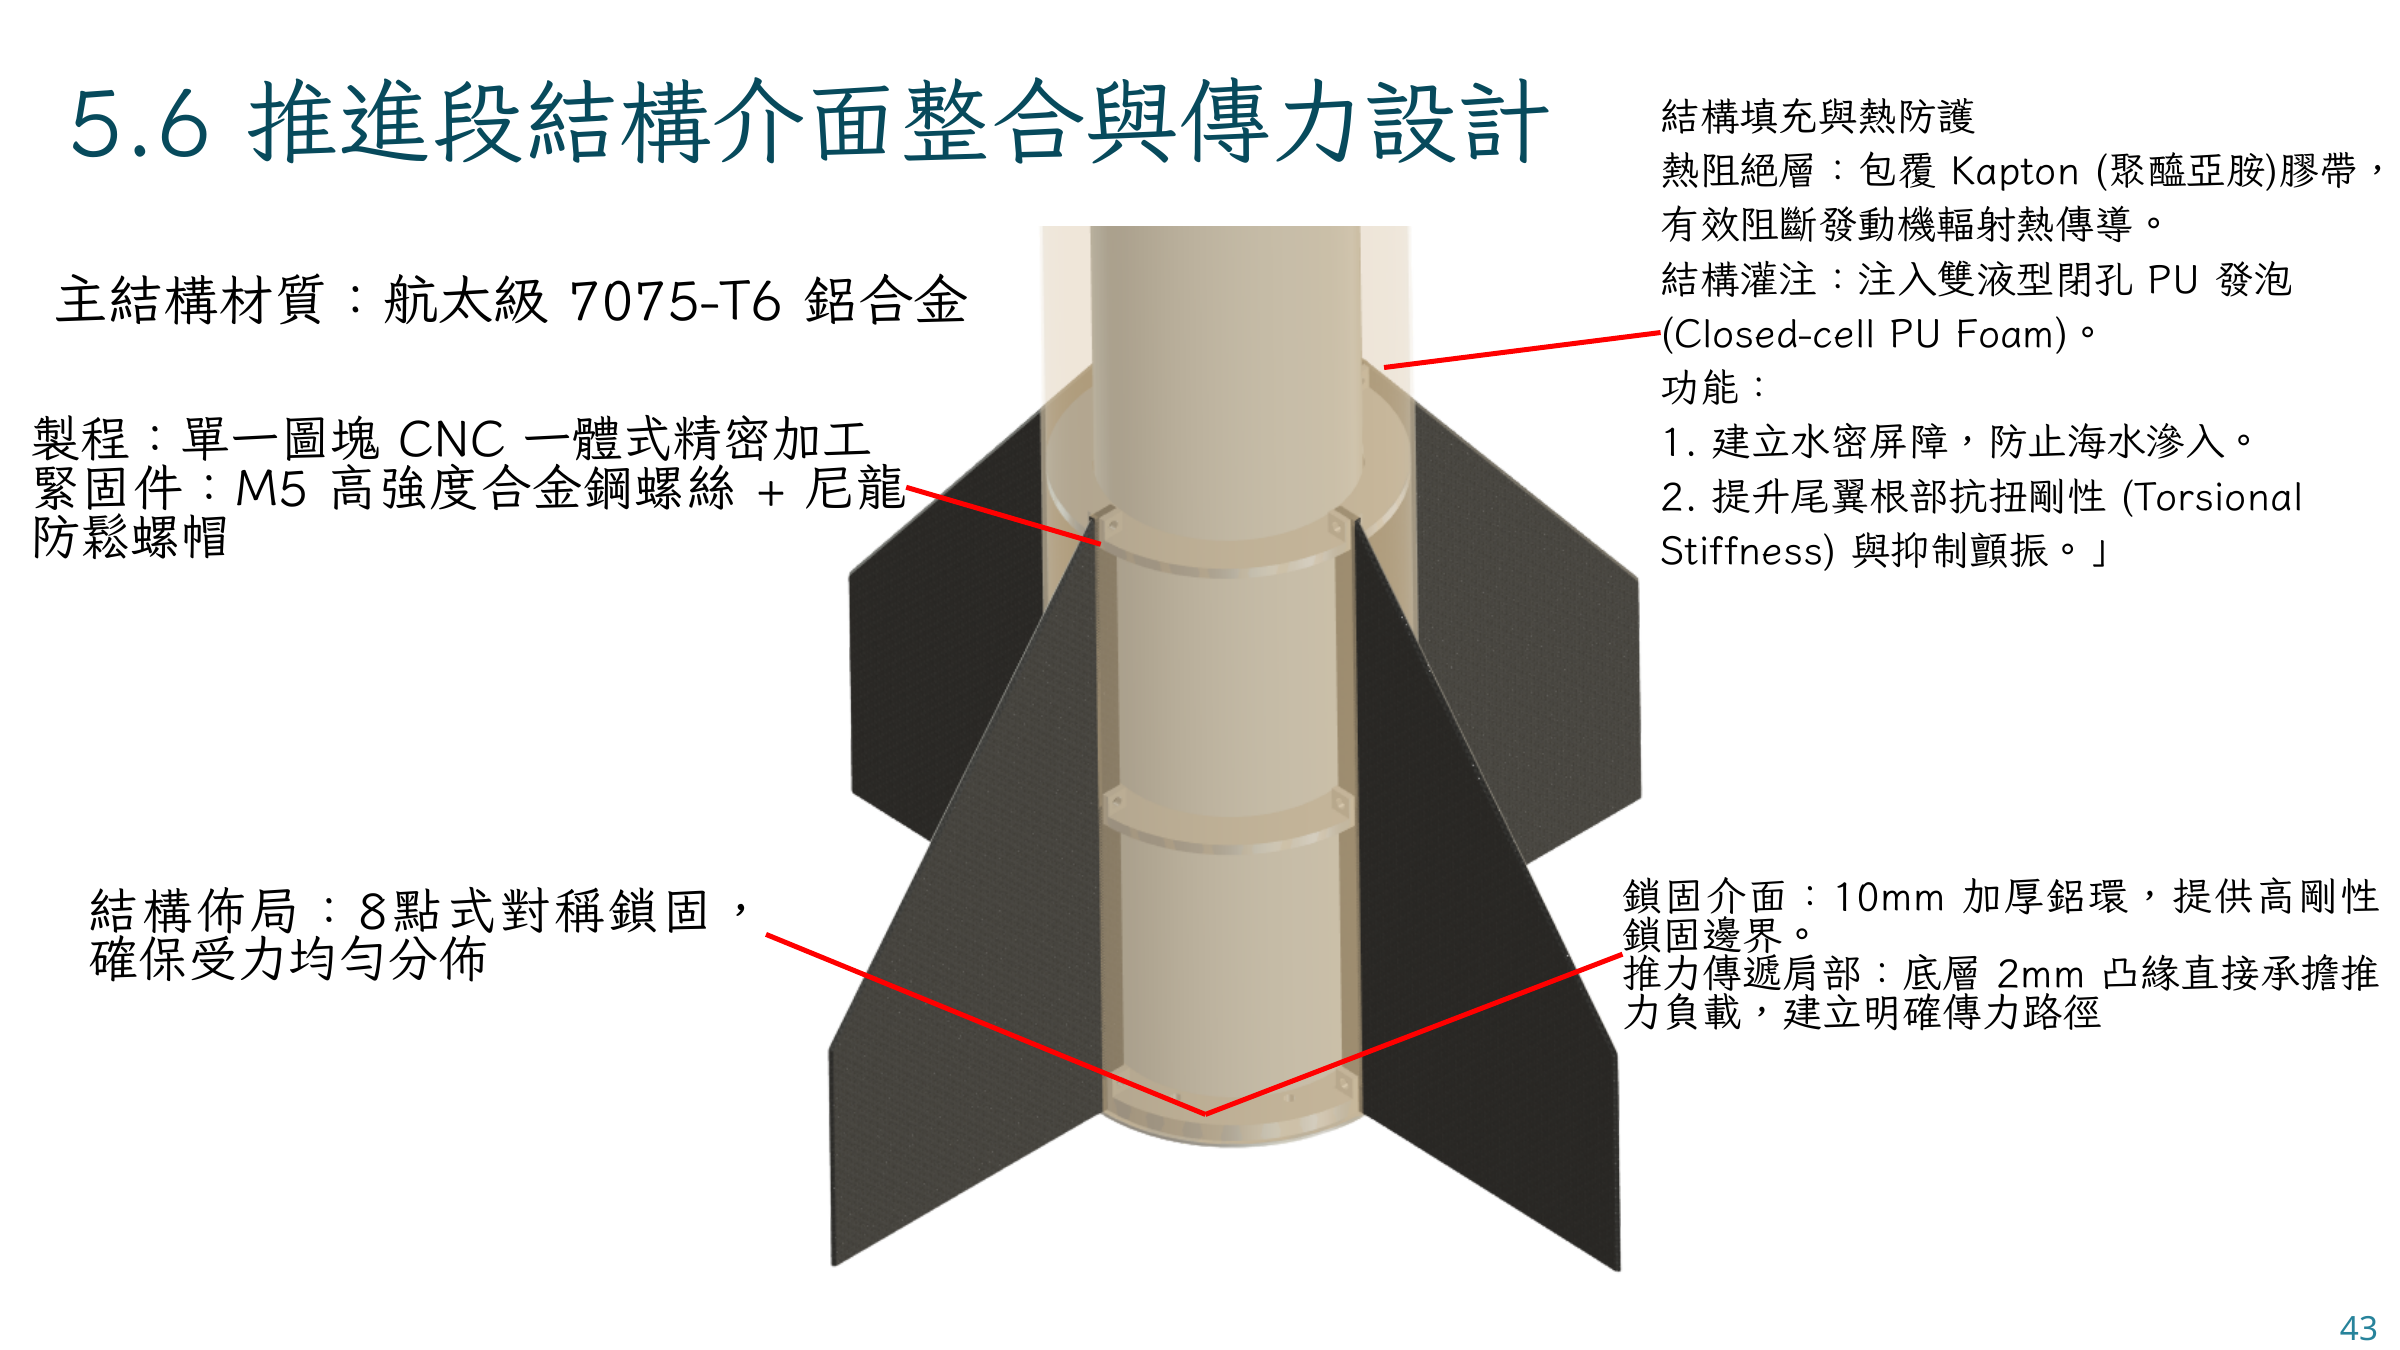 5.6 推進段結構介面整合與傳力設計
主結構材質：航太級 7075-T6 鋁合金
製程：單一圖塊 CNC 一體式精密加工
緊固件：M5 高強度合金鋼螺絲 + 尼龍
防鬆螺帽
結構佈局：8點式對稱鎖固，
確保受力均勻分佈
結構填充與熱防護
熱阻絕層：包覆 Kapton (聚醯亞胺)膠帶，
有效阻斷發動機輻射熱傳導。
結構灌注：注入雙液型閉孔 PU 發泡
(Closed-cell PU Foam)。
功能：
1. 建立水密屏障，防止海水滲入。
2. 提升尾翼根部抗扭剛性 (Torsional
Stiffness) 與抑制顫振。」
鎖固介面：10mm 加厚鋁環，提供高剛性
鎖固邊界。
推力傳遞肩部：底層 2mm 凸緣直接承擔推
力負載，建立明確傳力路徑
43